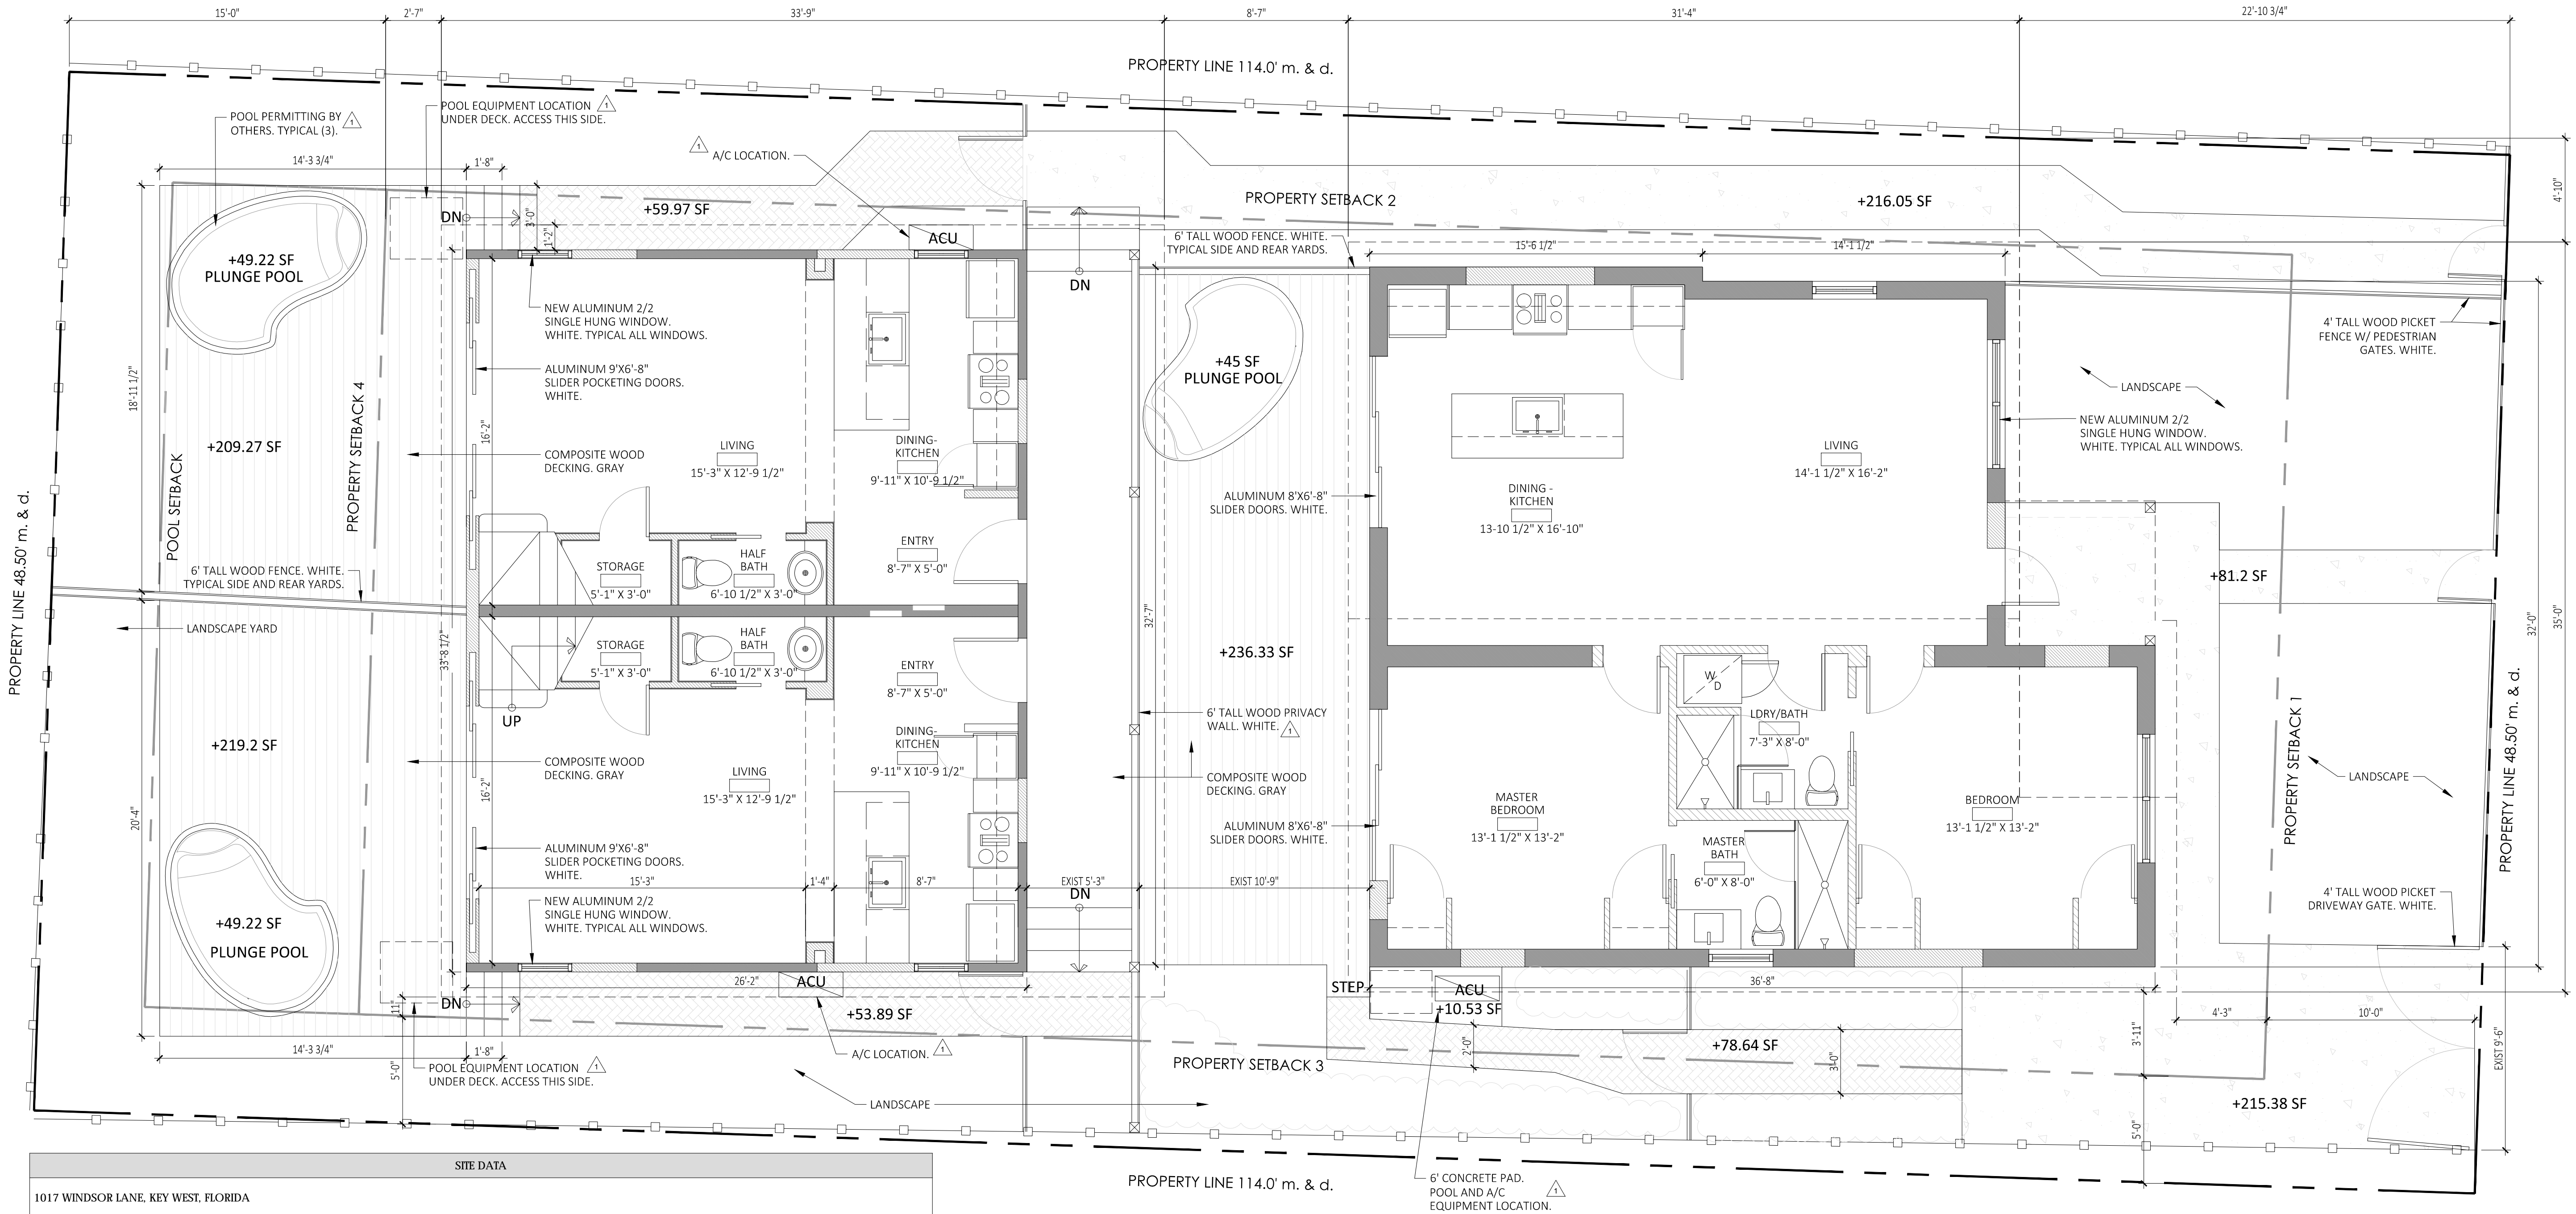 15'-0"
2'-7"
33'-9"
8'-7"
31'-4"
22'-10 3/4"
PROPERTY LINE 114.0' m. & d.
POOL PERMITTING BY
OTHERS. TYPICAL (3).
1
POOL EQUIPMENT LOCATION
UNDER DECK. ACCESS THIS SIDE.
1
1
A/C LOCATION.
14'-3 3/4"
1'-8"
DN
3'-0"
1'-2"
+59.97 SF
ACU
PROPERTY SETBACK 2
+216.05 SF
4'-10"
6' TALL WOOD FENCE. WHITE.
TYPICAL SIDE AND REAR YARDS.
15'-6 1/2"
14'-1 1/2"
DN
+49.22 SF
PLUNGE POOL
NEW ALUMINUM 2/2
SINGLE HUNG WINDOW.
WHITE. TYPICAL ALL WINDOWS.
4' TALL WOOD PICKET
FENCE W/ PEDESTRIAN
GATES. WHITE.
+45 SF
PLUNGE POOL
ALUMINUM 9'X6'-8"
SLIDER POCKETING DOORS.
WHITE.
LANDSCAPE
18'-11 1/2"
PROPERTY SETBACK 4
16'-2"
NEW ALUMINUM 2/2
SINGLE HUNG WINDOW.
WHITE. TYPICAL ALL WINDOWS.
+209.27 SF
POOL SETBACK
COMPOSITE WOOD
DECKING. GRAY
LIVING
15'-3" X 12'-9 1/2"
DINING-
KITCHEN
9'-11" X 10'-9 1/2"
LIVING
14'-1 1/2" X 16'-2"
ALUMINUM 8'X6'-8"
SLIDER DOORS. WHITE.
DINING -
KITCHEN
13-10 1/2" X 16'-10"
PROPERTY LINE 48.50' m. & d.
6' TALL WOOD FENCE. WHITE.
TYPICAL SIDE AND REAR YARDS.
STORAGE
5'-1" X 3'-0"
HALF
BATH
6'-10 1/2" X 3'-0"
ENTRY
8'-7" X 5'-0"
+81.2 SF
32'-7"
32'-0"
35'-0"
LANDSCAPE YARD
33'-8 1/2"
STORAGE
5'-1" X 3'-0"
HALF
BATH
6'-10 1/2" X 3'-0"
ENTRY
8'-7" X 5'-0"
+236.33 SF
W
D
UP
6' TALL WOOD PRIVACY
WALL. WHITE.
1
LDRY/BATH
7'-3" X 8'-0"
+219.2 SF
COMPOSITE WOOD
DECKING. GRAY
16'-2"
LIVING
15'-3" X 12'-9 1/2"
DINING-
KITCHEN
9'-11" X 10'-9 1/2"
COMPOSITE WOOD
DECKING. GRAY
PROPERTY SETBACK 1
LANDSCAPE
PROPERTY LINE 48.50' m. & d.
20'-4"
MASTER
BEDROOM
13'-1 1/2" X 13'-2"
BEDROOM
13'-1 1/2" X 13'-2"
ALUMINUM 8'X6'-8"
SLIDER DOORS. WHITE.
ALUMINUM 9'X6'-8"
SLIDER POCKETING DOORS.
WHITE.
MASTER
BATH
6'-0" X 8'-0"
15'-3"
1'-4"
8'-7"
EXIST 5'-3"
DN
EXIST 10'-9"
NEW ALUMINUM 2/2
SINGLE HUNG WINDOW.
WHITE. TYPICAL ALL WINDOWS.
4' TALL WOOD PICKET
DRIVEWAY GATE. WHITE.
+49.22 SF
PLUNGE POOL
ACU
26'-2"
STEP
ACU
36'-8"
DN
11"
+53.89 SF
+10.53 SF
4'-3"
10'-0"
14'-3 3/4"
1'-8"
5'-0"
POOL EQUIPMENT LOCATION
UNDER DECK. ACCESS THIS SIDE.
1
A/C LOCATION.
1
PROPERTY SETBACK 3
2'-0"
+78.64 SF
3'-0"
3'-11"
EXIST 9'-6"
LANDSCAPE
+215.38 SF
5'-0"
PROPERTY LINE 114.0' m. & d.
6' CONCRETE PAD.
POOL AND A/C
EQUIPMENT LOCATION.
1
SITE DATA
1017 WINDSOR LANE, KEY WEST, FLORIDA